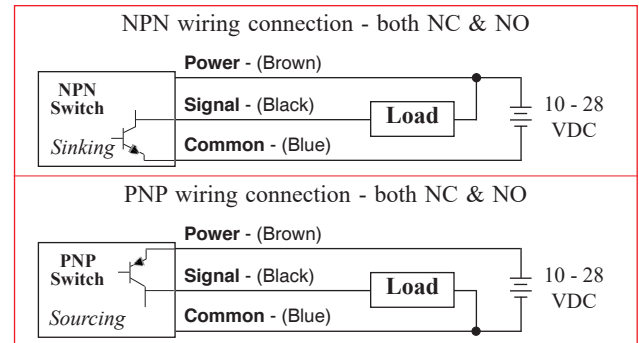 NPN wiring connection - both NC & NO
Power - (Brown)
NPN
Switch
Signal - (Black)
Load
10 - 28
VDC
Sinking
Common - (Blue)
PNP wiring connection - both NC & NO
Power - (Brown)
PNP
Switch
Signal - (Black)
Load
10 - 28
VDC
Sourcing
Common - (Blue)